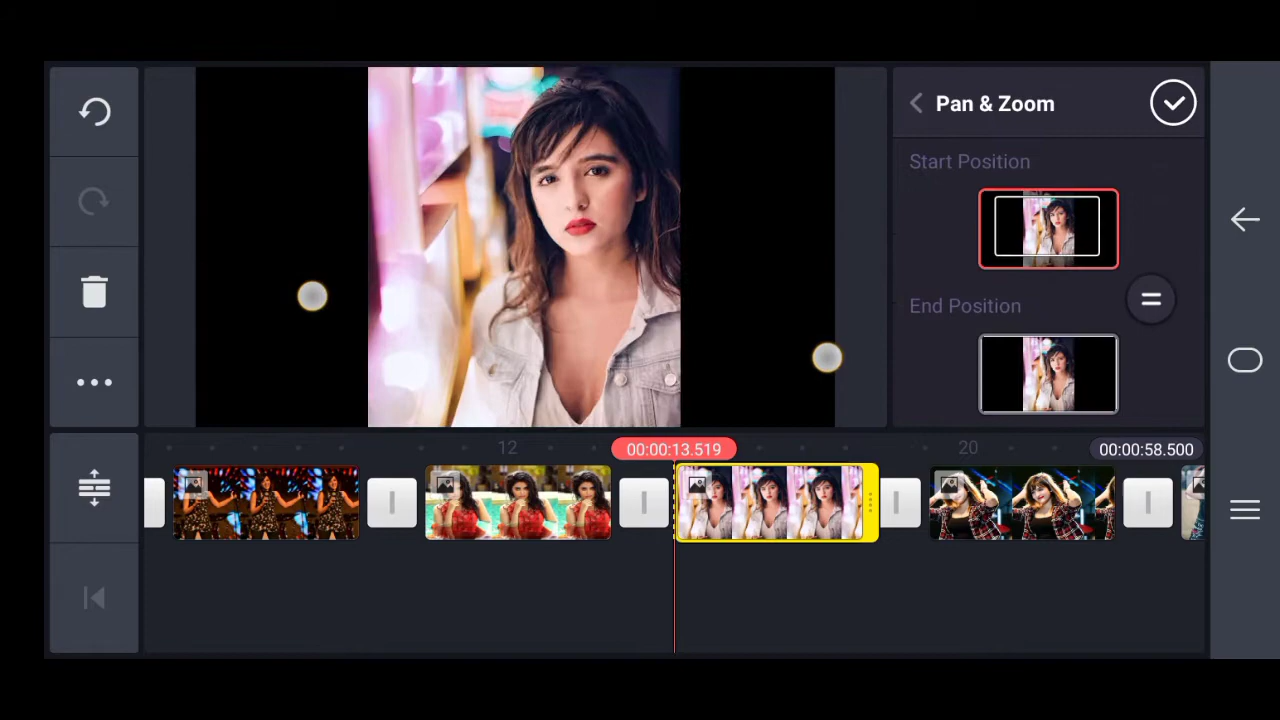 Pan & Zoom
Start Position
End Position
12
00:00:13.519
20
00:00:58.500